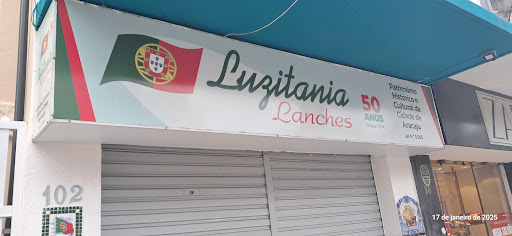 Luzitania
Lanches
50
ANOS
Patrimônio
Histórico e
Cultural da
Cidade de
Aracaju
102
17 de janeiro de 2025